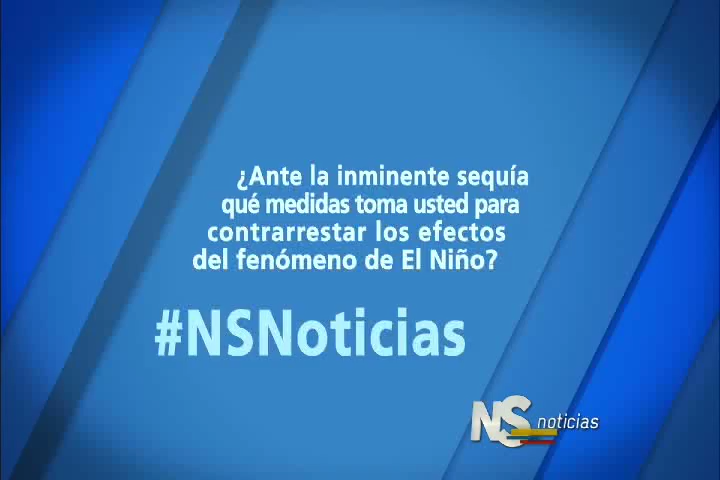 ¿Ante la inminente sequía
qué medidas toma usted para
contrarrestar los efectos
del fenómeno de El Niño?
#NSNoticias
NS noticias